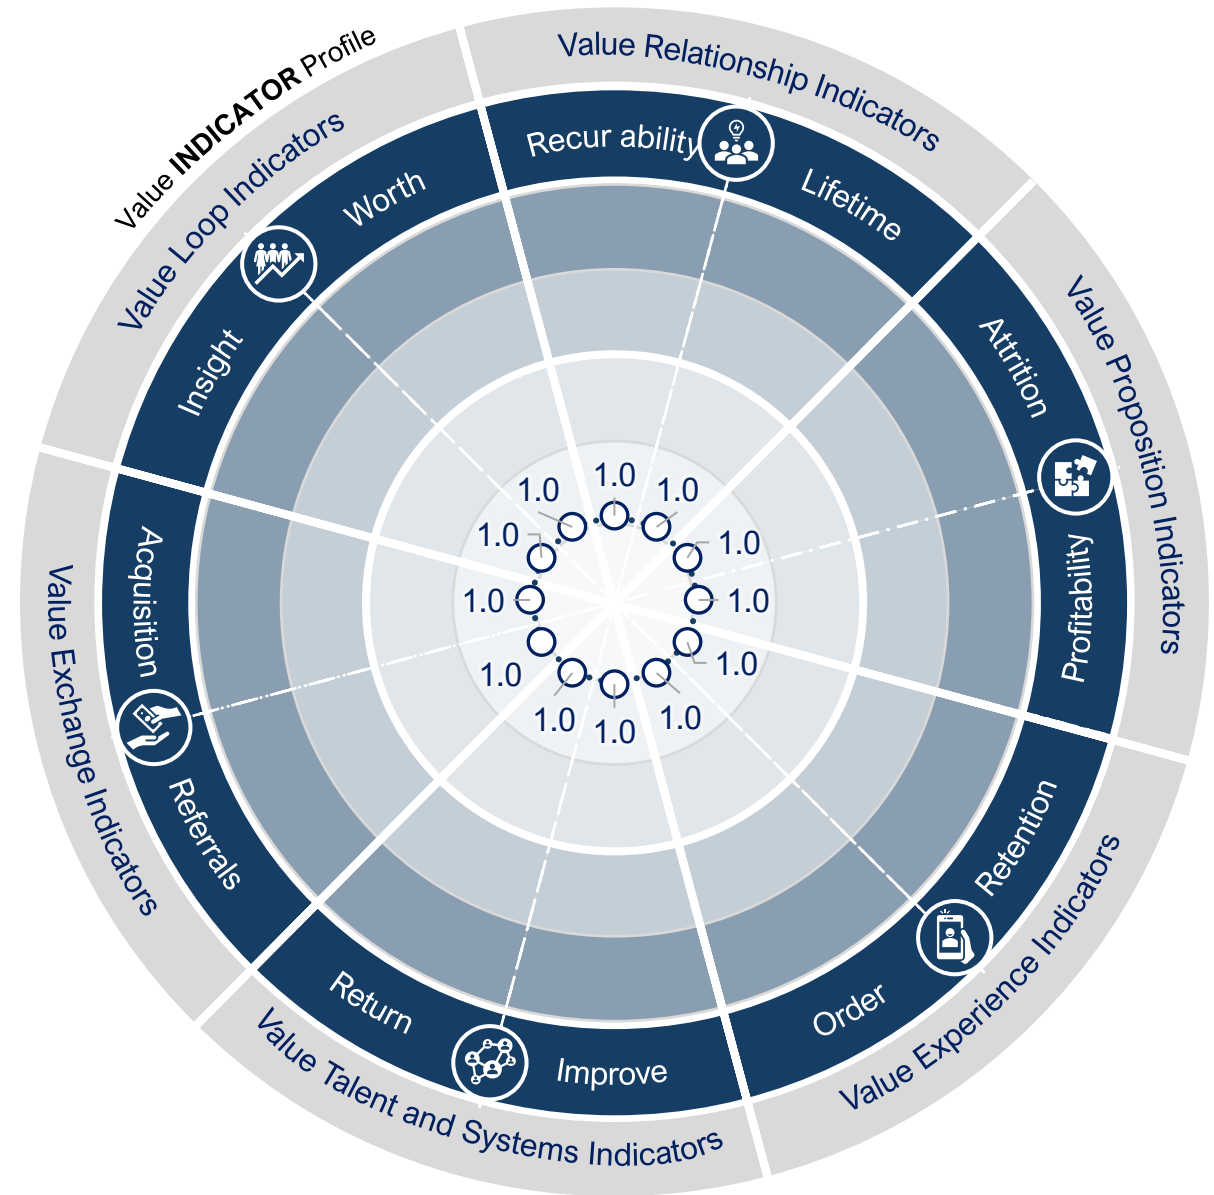 Value INDICATOR Profile
Value Loop Indicators
Value Relationship Indicators
Value Proposition Indicators
Value Experience Indicators
Value Talent and Systems Indicators
Value Exchange Indicators
Insight
Worth
Recur ability
Lifetime
Attrition
Profitability
Retention
Order
Improve
Return
Referrals
Acquisition
1.0
1.0
1.0
1.0
1.0
1.0
1.0
1.0
1.0
1.0
1.0
1.0